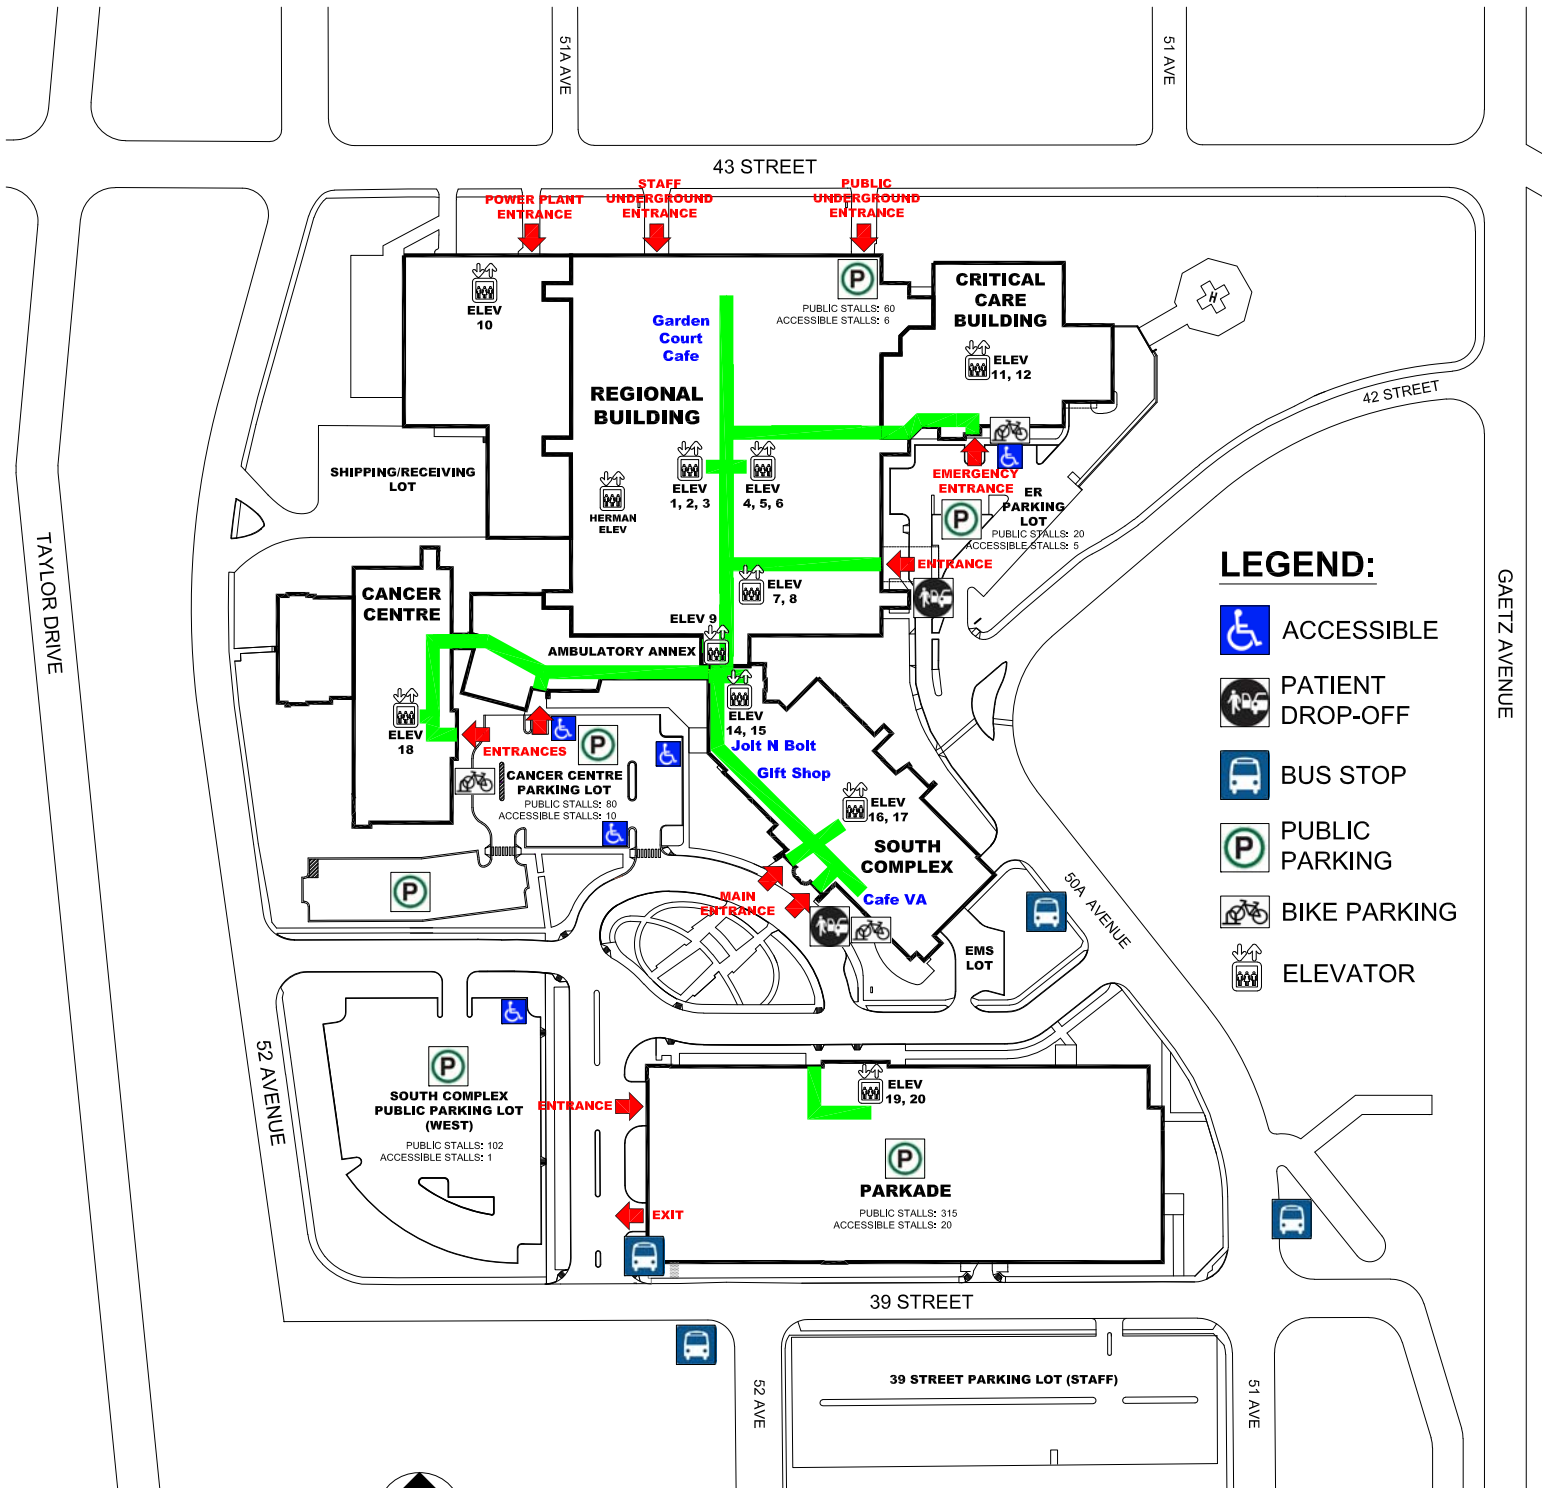 51A AVE
51 AVE
43 STREET
POWER PLANT
ENTRANCE
STAFF
UNDERGROUND
ENTRANCE
PUBLIC
UNDERGROUND
ENTRANCE
ELEV
10
P
PUBLIC STALLS: 60
ACCESSIBLE STALLS: 6
CRITICAL
CARE
BUILDING
H
Garden
Court
Cafe
ELEV
11, 12
REGIONAL
BUILDING
42 STREET
SHIPPING/RECEIVING
LOT
ELEV
1, 2, 3
ELEV
4, 5, 6
HERMAN
ELEV
EMERGENCY
ENTRANCE
P
ER
PARKING
LOT
PUBLIC STALLS: 20
ACCESSIBLE STALLS: 5
ENTRANCE
TAYLOR DRIVE
GAETZ AVENUE
LEGEND:
ACCESSIBLE
PATIENT
DROP-OFF
BUS STOP
P
PUBLIC
PARKING
BIKE PARKING
ELEVATOR
CANCER
CENTRE
ELEV
7, 8
ELEV 9
AMBULATORY ANNEX
ELEV
18
ENTRANCES
P
ELEV
14, 15
Jolt N Bolt
Gift Shop
CANCER CENTRE
PARKING LOT
PUBLIC STALLS: 80
ACCESSIBLE STALLS: 10
ELEV
16, 17
SOUTH
COMPLEX
P
MAIN
ENTRANCE
Cafe VA
50A AVENUE
EMS
LOT
52 AVENUE
P
SOUTH COMPLEX
PUBLIC PARKING LOT
(WEST)
PUBLIC STALLS: 102
ACCESSIBLE STALLS: 1
ENTRANCE
ELEV
19, 20
P
PARKADE
PUBLIC STALLS: 315
ACCESSIBLE STALLS: 20
EXIT
39 STREET
52 AVE
39 STREET PARKING LOT (STAFF)
51 AVE